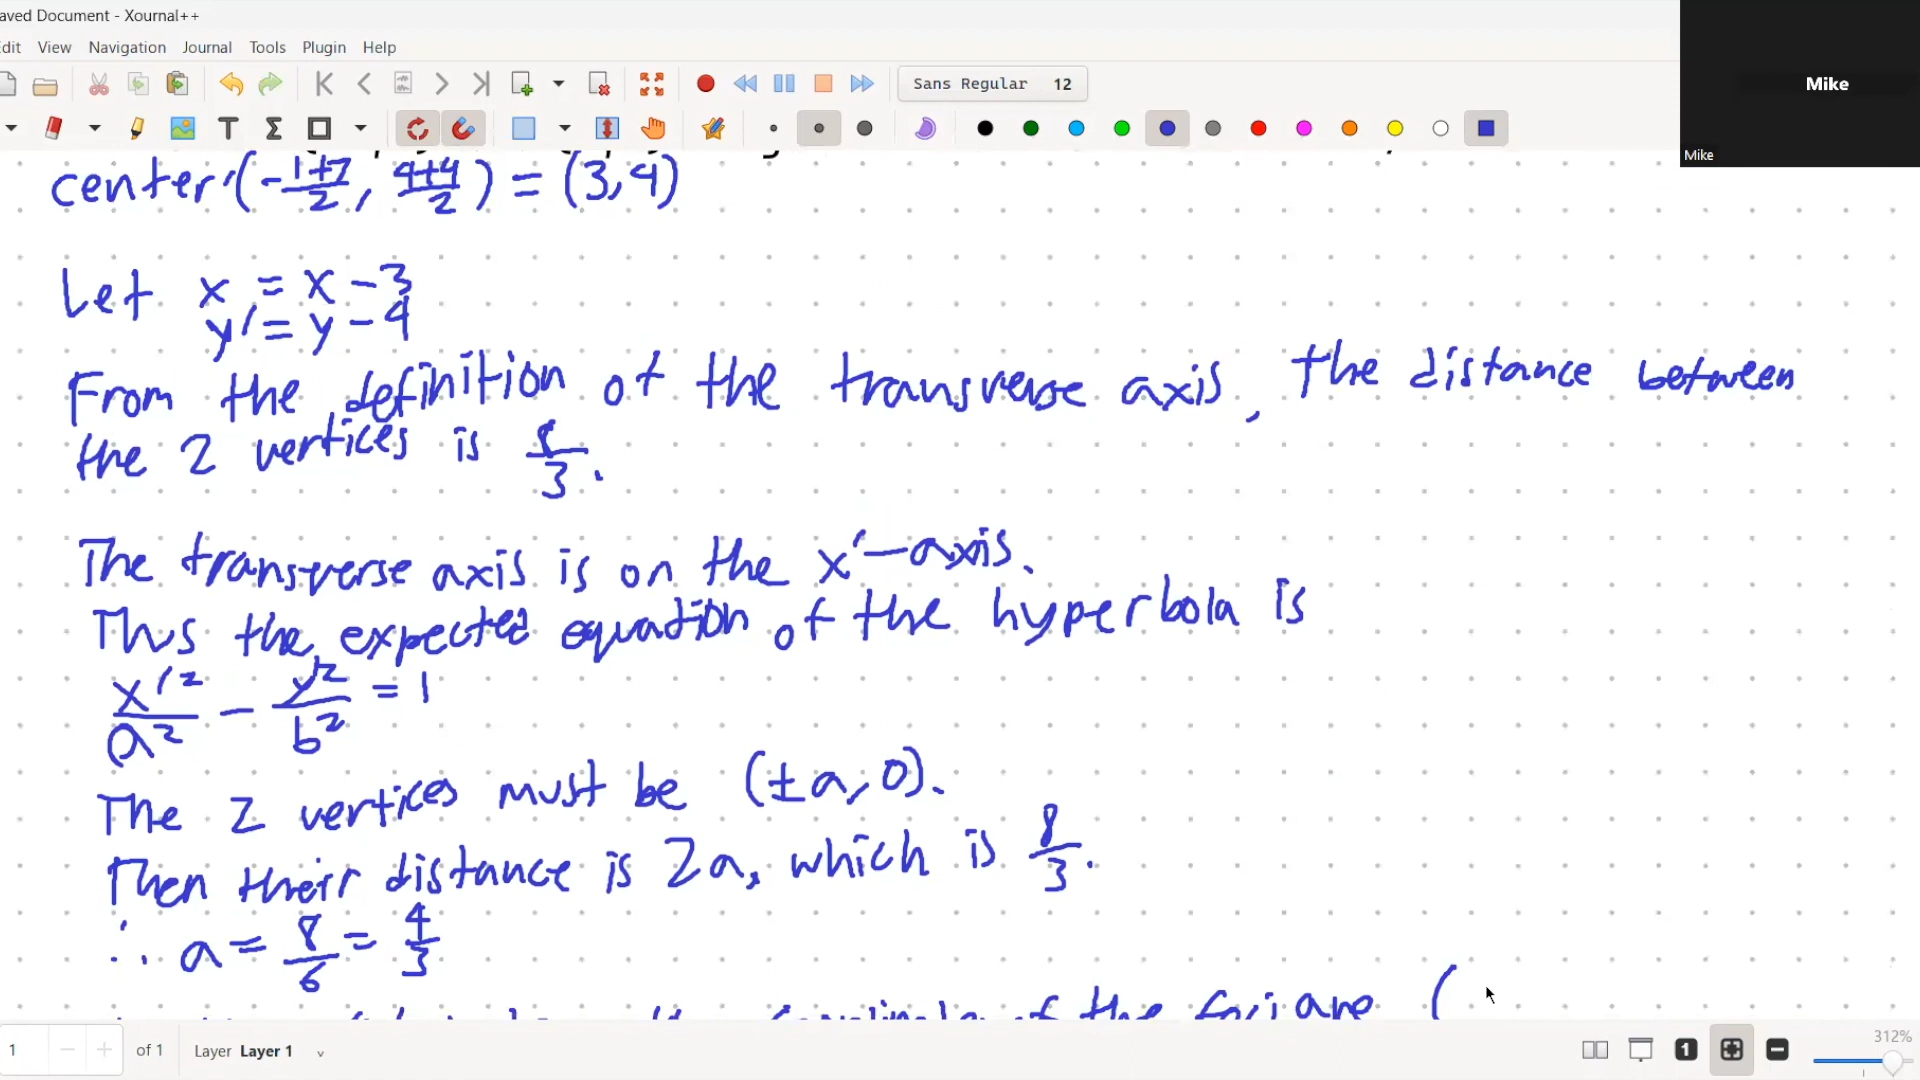 aved Document - Xournal++
Mike
dit View Navigation Journal Tools Plugin Help
Sans Regular 12
Mike
center: (-1+7/2, 4+4/2) = (3,4)
Let x = x - 3
y' = y - 4
From the definition of the transverse axis, the distance between
the 2 vertices is 8/3.
The transverse axis is on the x'-axis.
Thus the expected equation of the hyperbola is
x'²/a² - y'²/b² = 1
The 2 vertices must be (±a, 0).
Then their distance is 2a, which is 8/3.
∴ a = 8/6 = 4/3
of the foci are (
1 of 1 Layer Layer 1 312%